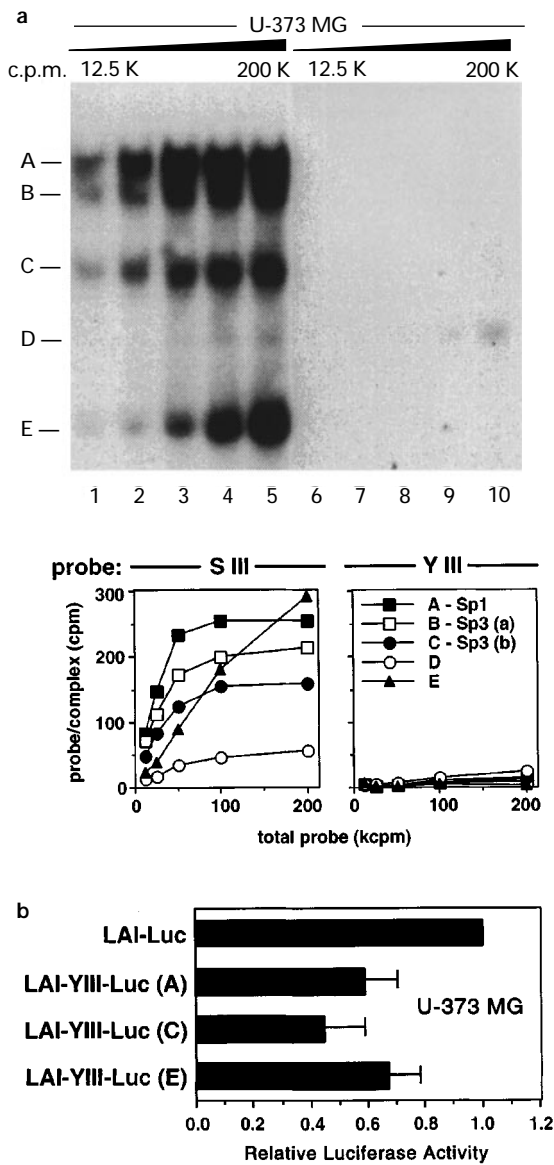 a
U-373 MG
c.p.m. 12.5 K 200 K 12.5 K 200 K
A
B
C
D
E
1 2 3 4 5 6 7 8 9 10
probe: S III Y III
300
200
100
0
probe/complex (cpm)
A - Sp1
B - Sp3 (a)
C - Sp3 (b)
D
E
0 100 200 0 100 200
total probe (kcpm)
b
LAI-Luc
LAI-YIII-Luc (A)
LAI-YIII-Luc (C)
LAI-YIII-Luc (E)
U-373 MG
0.0 0.2 0.4 0.6 0.8 1.0 1.2
Relative Luciferase Activity